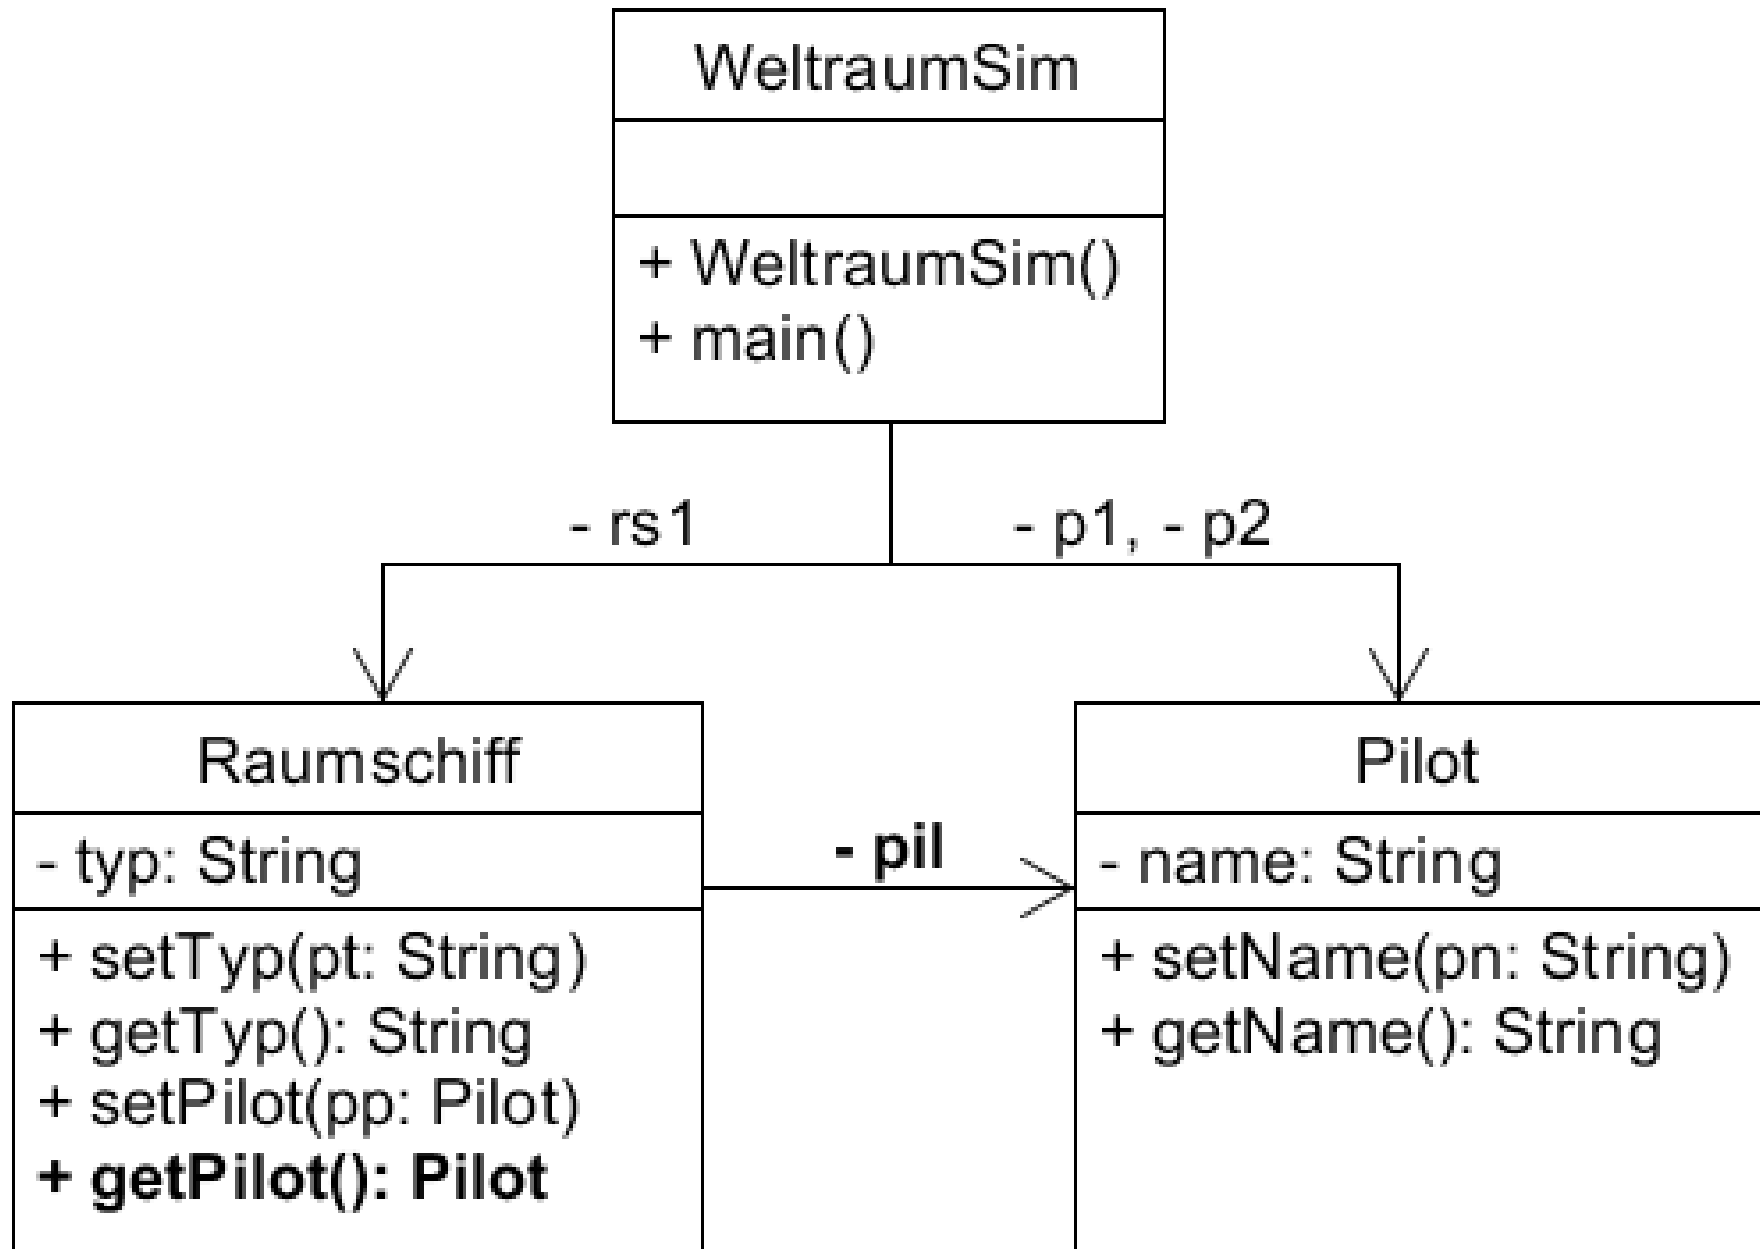 WeltraumSim
+ WeltraumSim()
+ main()
- rs1
- p1, - p2
Raumschiff
- typ: String
+ setTyp(pt: String)
+ getTyp(): String
+ setPilot(pp: Pilot)
+ getPilot(): Pilot
- pil
Pilot
- name: String
+ setName(pn: String)
+ getName(): String